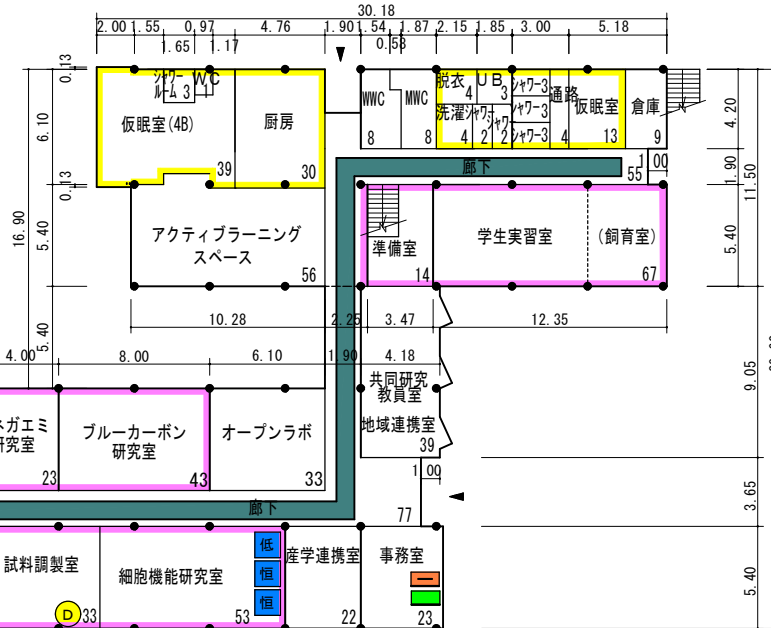 30.18
2.00 1.55 0.97 4.76 1.90 1.54 1.87 2.15 1.85 3.00 5.18
1.65 1.17 0.58
0.13
6.10
0.13
16.90
5.40
5.40
シャワー
ルーム 3
WC
1
仮眠室(4B)
39
厨房
30
WWC
8
MWC
8
脱衣
4
UB
3
洗濯
4
シャワー
2
シャワー
2
シャワー3
シャワー3
シャワー3
通路
4
仮眠室
13
倉庫
9
4.20
1.90
11.50
5.40
廊下
1.00
55
アクティブラーニング
スペース
56
準備室
14
学生実習室
(飼育室)
67
10.28 2.25 3.47 12.35
4.00 8.00 6.10 1.90 4.18
共同研究
教員室
地域連携室
39
9.05
ネガエミ
研究室
23
ブルーカーボン
研究室
43
オープンラボ
33
1.00
3.65
廊下
77
試料調製室
D
33
細胞機能研究室
53
低
恒
恒
産学連携室
22
事務室
一
23
5.40